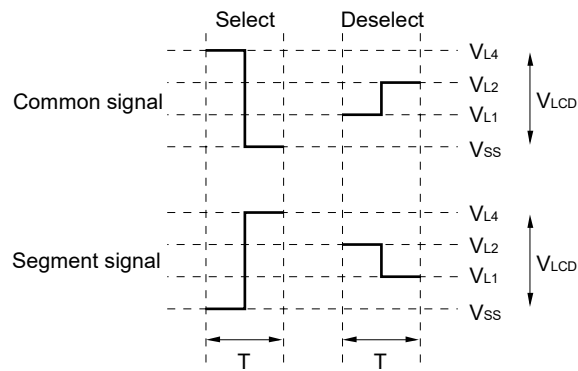 Select Deselect
Common signal
VL4
VL2
VL1
VSS
VLCD
Segment signal
VL4
VL2
VL1
VSS
VLCD
T T